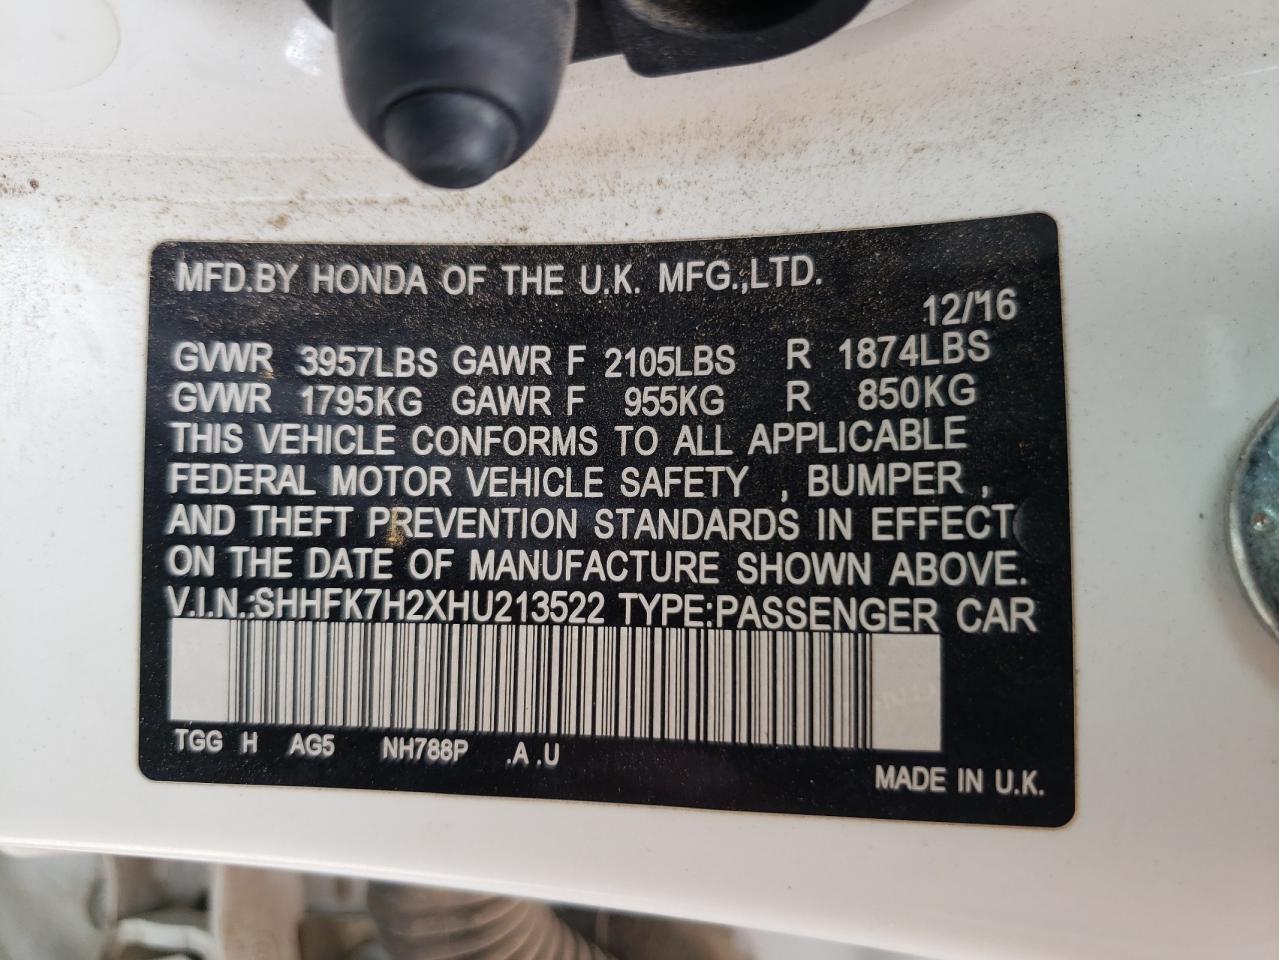 MFD.BY HONDA OF THE U.K. MFG.,LTD.
12/'16
GVWR 3957LBS GAWR F 2105LBS R 1874LBS
GVWR 1795KG GAWR F 955KG R 850KG
THIS VEHICLE CONFORMS TO ALL APPLICABLE
FEDERAL MOTOR VEHICLE SAFETY , BUMPER ,
AND THEFT PREVENTION STANDARDS IN EFFECT
ON THE DATE OF MANUFACTURE SHOWN ABOVE.
V.I.N.:SHHFK7H2XHU213522 TYPE:PASSENGER CAR
TGG H AG5 NH788P .A .U
MADE IN U.K.